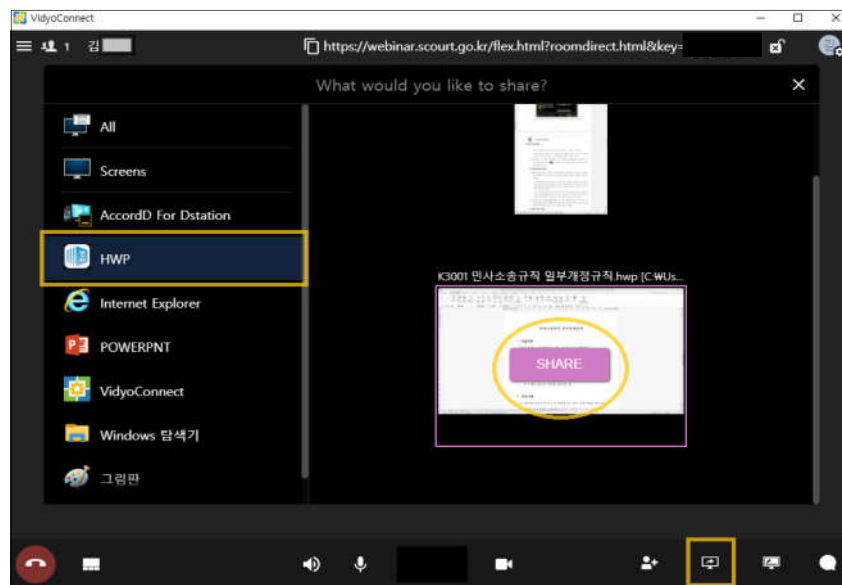 VidyoConnect
1 김
https://webinar.scourt.go.kr/flex.html?roomdirect.html&key=
What would you like to share?
All
Screens
AccordD For Dstation
HWP
K3001 민사소송규칙 일부개정규칙.hwp [C:₩Us...
Internet Explorer
SHARE
POWERPNT
VidyoConnect
Windows 탐색기
그림판